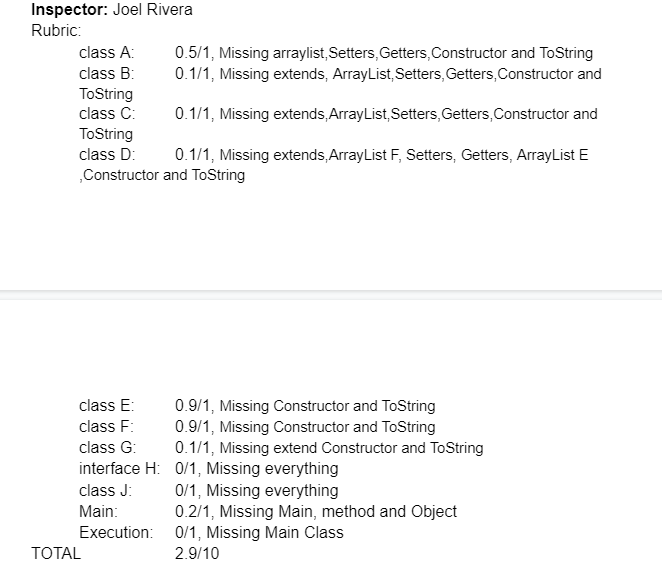 Inspector: Joel Rivera
Rubric:
class A: 0.5/1, Missing arraylist,Setters,Getters,Constructor and ToString
class B: 0.1/1, Missing extends, ArrayList,Setters,Getters,Constructor and
ToString
class C: 0.1/1, Missing extends,ArrayList,Setters,Getters,Constructor and
ToString
class D: 0.1/1, Missing extends,ArrayList F, Setters, Getters, ArrayList E
,Constructor and ToString
class E: 0.9/1, Missing Constructor and ToString
class F: 0.9/1, Missing Constructor and ToString
class G: 0.1/1, Missing extend Constructor and ToString
interface H: 0/1, Missing everything
class J: 0/1, Missing everything
Main: 0.2/1, Missing Main, method and Object
Execution: 0/1, Missing Main Class
TOTAL 2.9/10